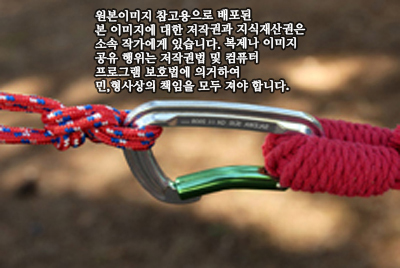 원본이미지 참고용으로 배포된
본 이미지에 대한 저작권과 지식재산권은
소속 작가에게 있습니다. 복제나 이미지
공유 행위는 저작권법 및 컴퓨터
프로그램 보호법에 의거하여
민,형사상의 책임을 모두 져야 합니다.